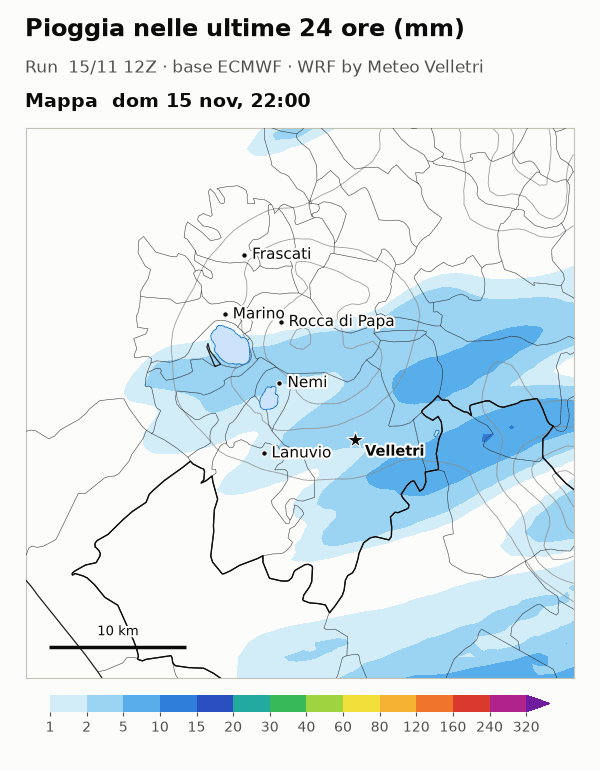 Pioggia nelle ultime 24 ore (mm)
Run 15/11 12Z · base ECMWF · WRF by Meteo Velletri
Mappa dom 15 nov, 22:00
Frascati
Marino
Rocca di Papa
Nemi
Velletri
Lanuvio
10 km
1 2 5 10 15 20 30 40 60 80 120 160 240 320